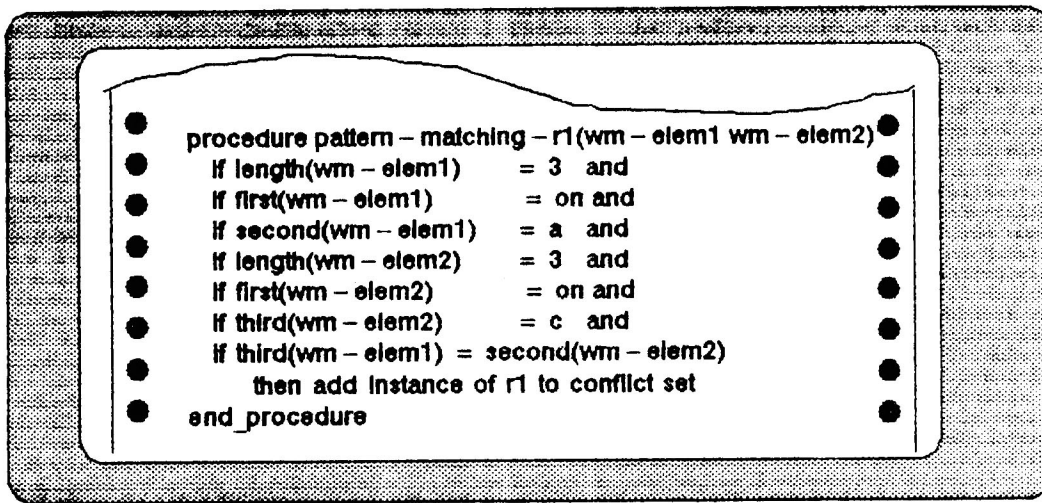 procedure pattern – matching – r1(wm – elem1 wm – elem2)
If length(wm – elem1) = 3 and
If first(wm – elem1) = on and
If second(wm – elem1) = a and
If length(wm – elem2) = 3 and
If first(wm – elem2) = on and
If third(wm – elem2) = c and
If third(wm – elem1) = second(wm – elem2)
then add instance of r1 to conflict set
end_procedure